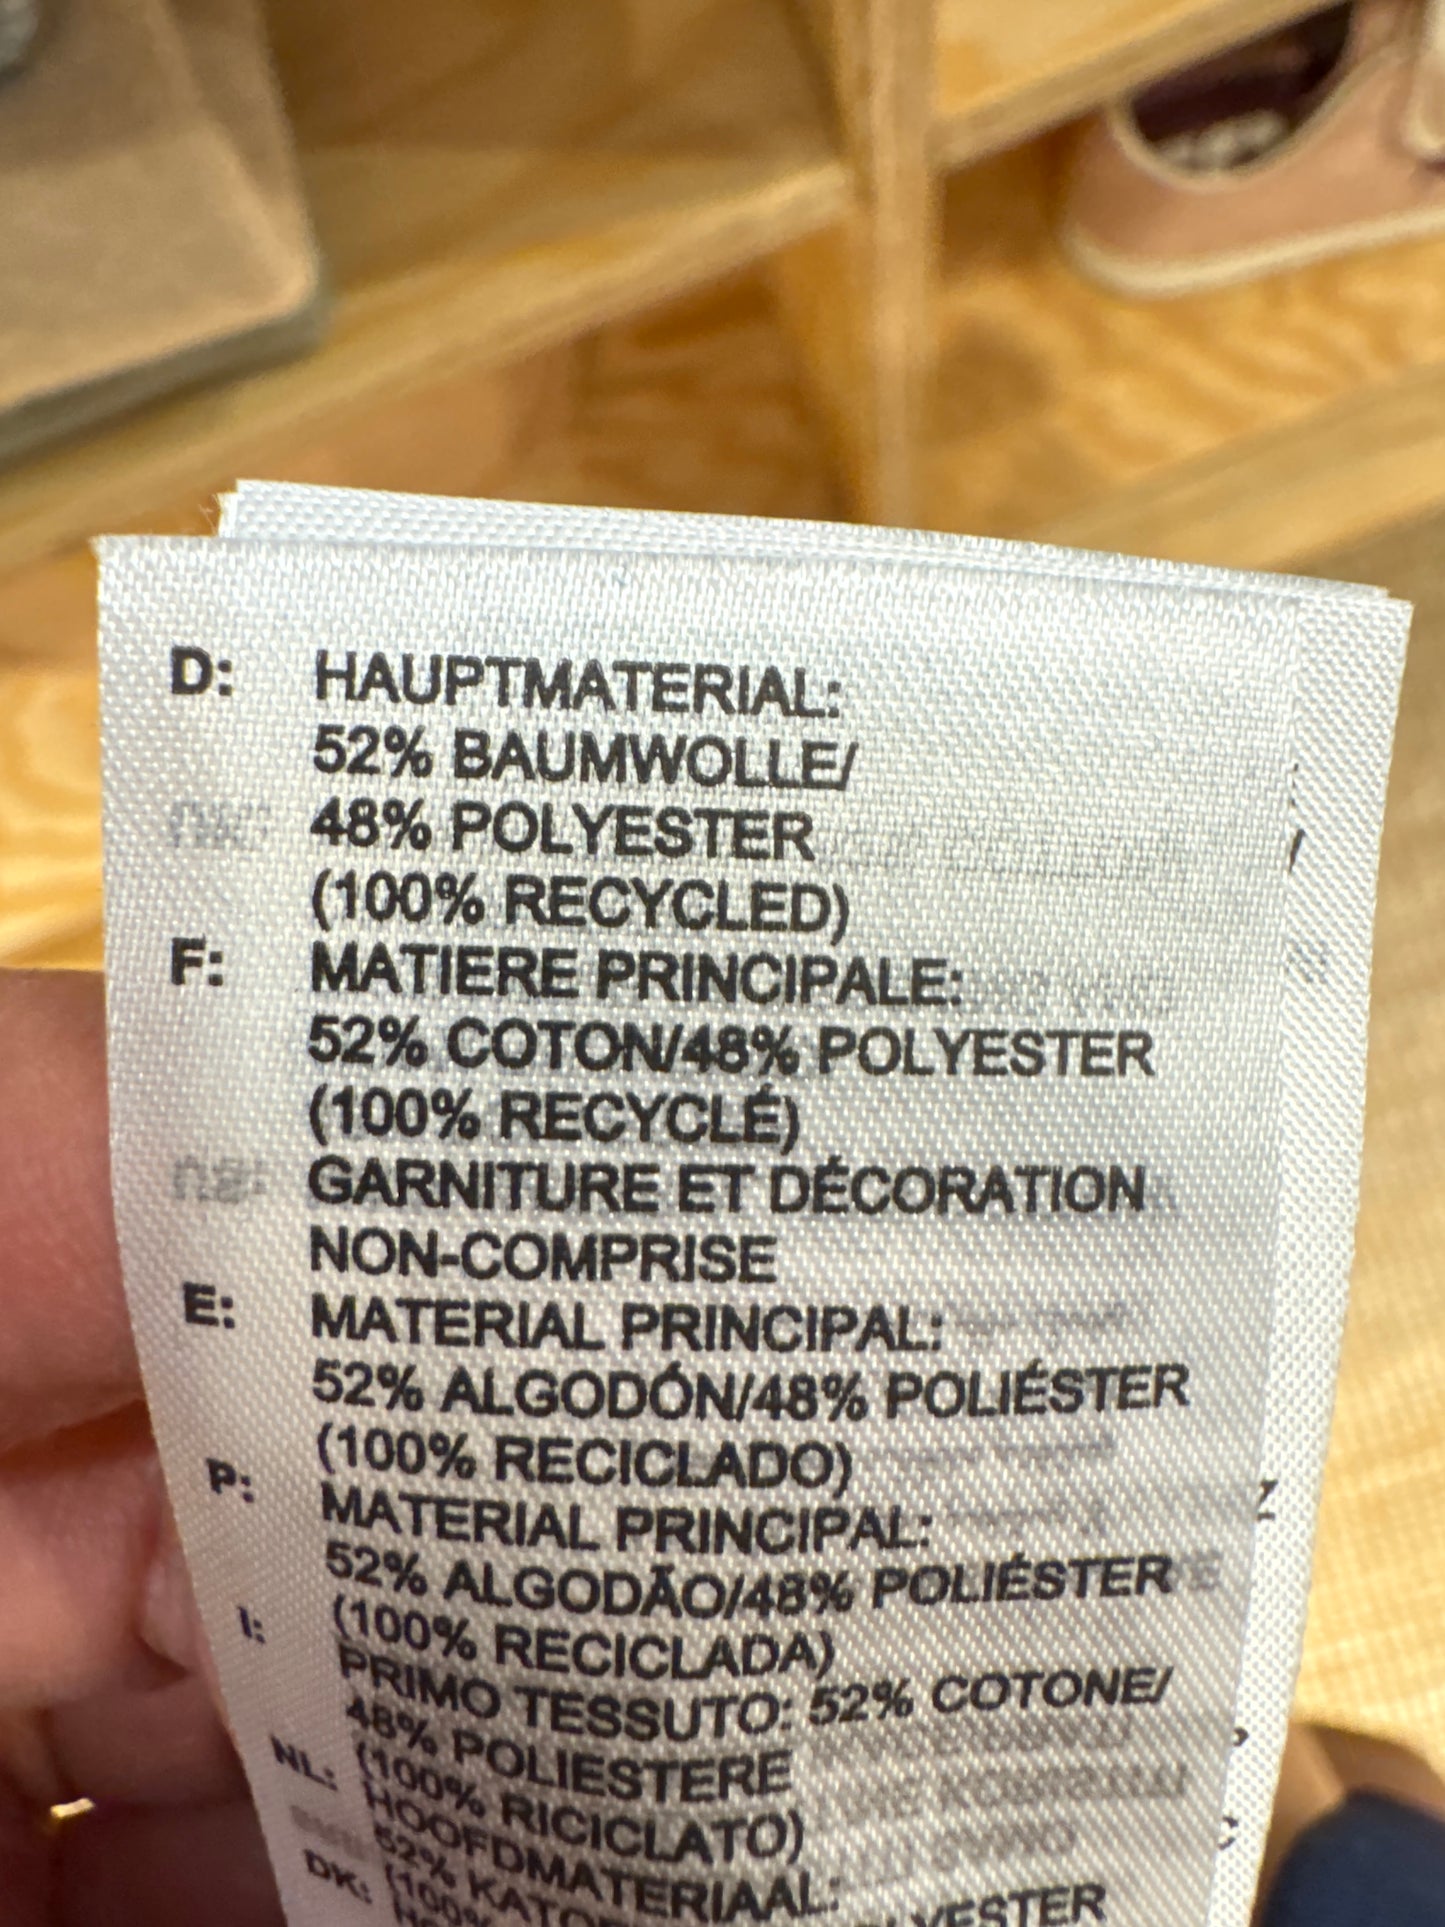 D: HAUPTMATERIAL:
52% BAUMWOLLE/
48% POLYESTER
(100% RECYCLED)
F: MATIERE PRINCIPALE:
52% COTON/48% POLYESTER
(100% RECYCLÉ)
GARNITURE ET DÉCORATION
NON-COMPRISE
E: MATERIAL PRINCIPAL:
52% ALGODÓN/48% POLIÉSTER
(100% RECICLADO)
P: MATERIAL PRINCIPAL:
52% ALGODÃO/48% POLIÉSTER
(100% RECICLADA)
I: PRIMO TESSUTO: 52% COTONE/
48% POLIESTERE
(100% RICICLATO)
NL: HOOFDMATERIAAL:
52%
DK: (100%